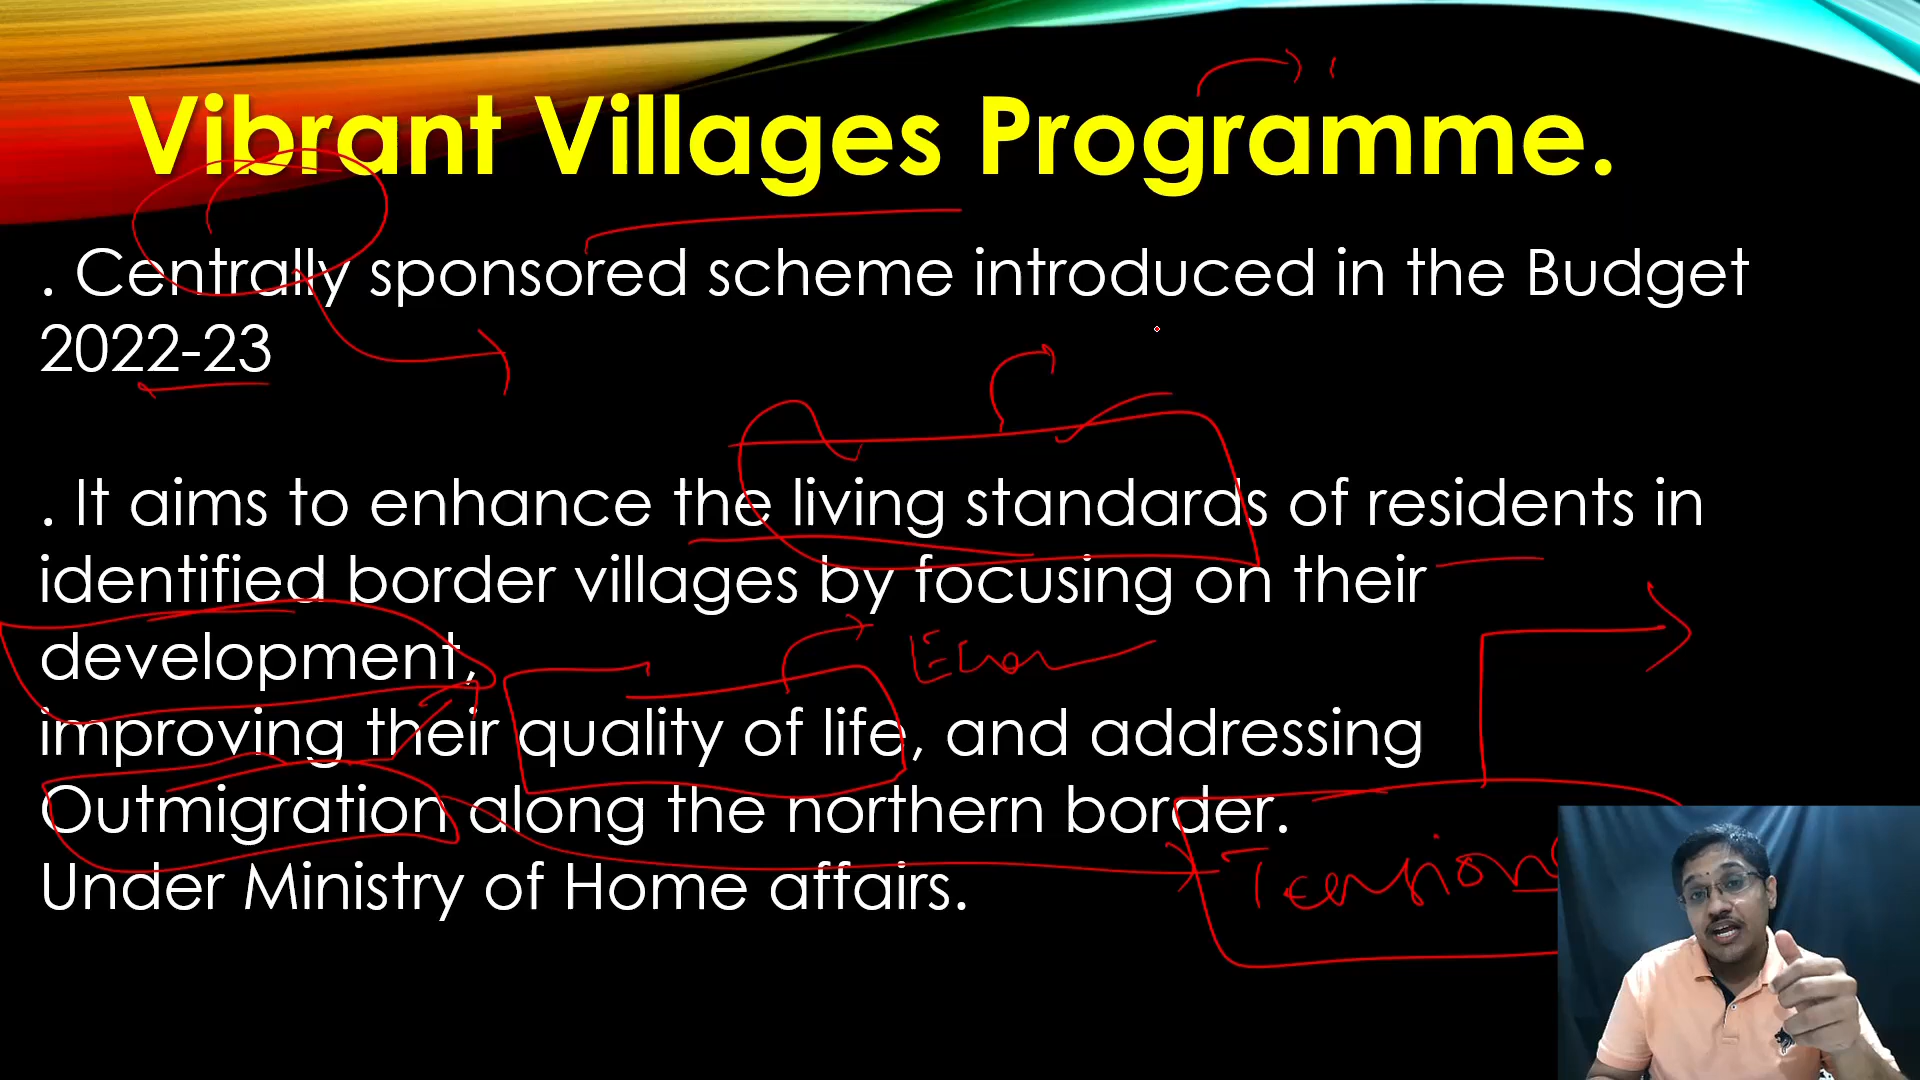 Vibrant Villages Programme.
. Centrally sponsored scheme introduced in the Budget
2022-23
. It aims to enhance the living standards of residents in
identified border villages by focusing on their
development,
Econ
improving their quality of life, and addressing
Outmigration along the northern border.
Tension
Under Ministry of Home affairs.